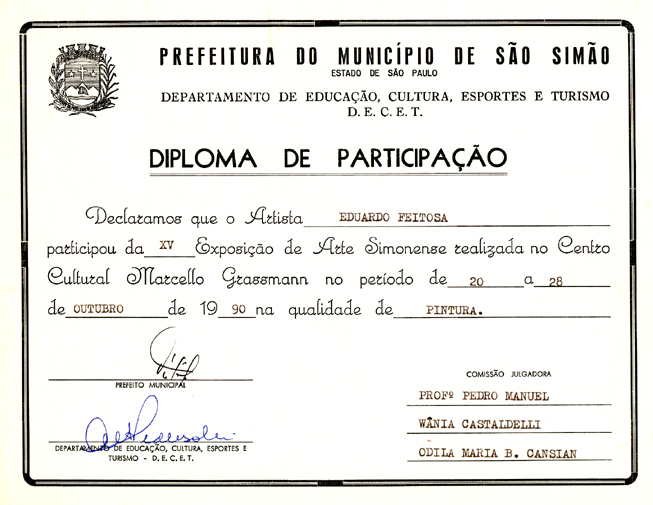 PREFEITURA DO MUNICÍPIO DE SÃO SIMÃO
ESTADO DE SÃO PAULO
DEPARTAMENTO DE EDUCAÇÃO, CULTURA, ESPORTES E TURISMO
D. E. C. E. T.
DIPLOMA DE PARTICIPAÇÃO
Declaramos que o Artista EDUARDO FEITOSA
participou da XV Exposição de Arte Simonense realizada no Centro
Cultural Marcello Grassmann no período de 20 a 28
de OUTUBRO de 19 90 na qualidade de PINTURA.
PREFEITO MUNICIPAL
DEPARTAMENTO DE EDUCAÇÃO, CULTURA, ESPORTES E
TURISMO - D. E. C. E. T.
COMISSÃO JULGADORA
PROFº PEDRO MANUEL
WÂNIA CASTALDELLI
ODILA MARIA B. CANSIAN